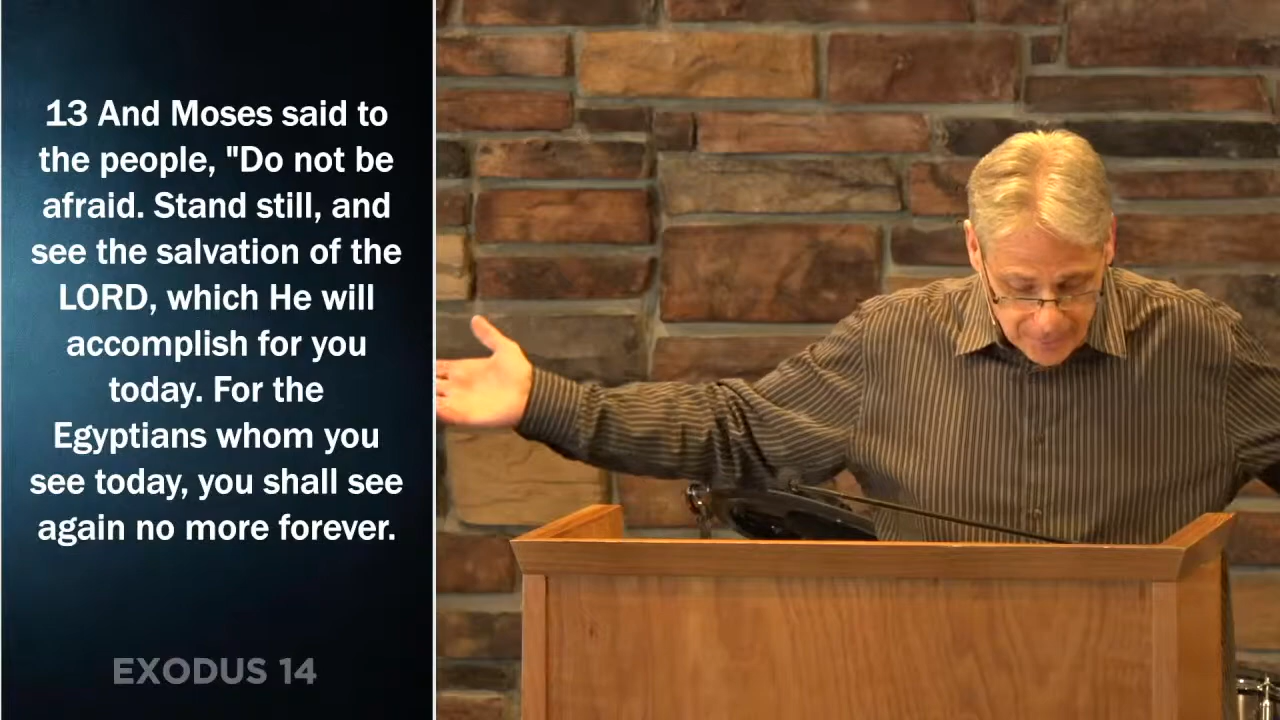 13 And Moses said to
the people, "Do not be
afraid. Stand still, and
see the salvation of the
LORD, which He will
accomplish for you
today. For the
Egyptians whom you
see today, you shall see
again no more forever.
EXODUS 14